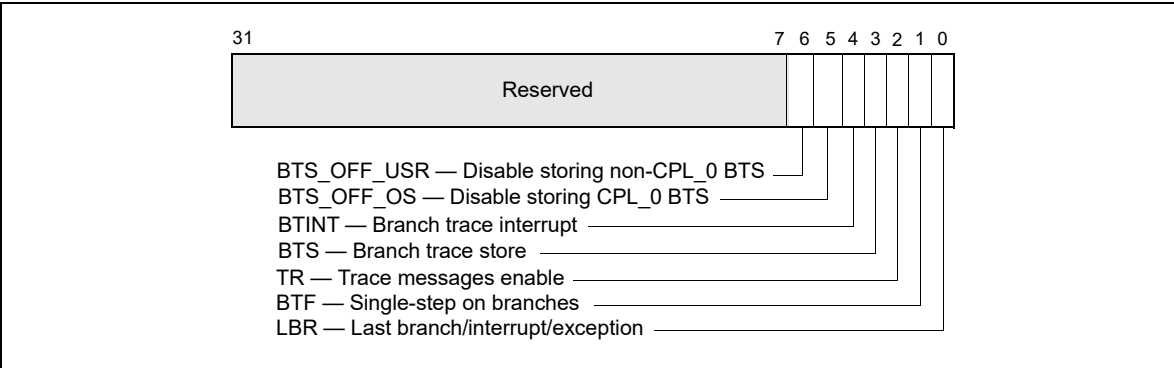 31 7 6 5 4 3 2 1 0
Reserved
BTS_OFF_USR — Disable storing non-CPL_0 BTS
BTS_OFF_OS — Disable storing CPL_0 BTS
BTINT — Branch trace interrupt
BTS — Branch trace store
TR — Trace messages enable
BTF — Single-step on branches
LBR — Last branch/interrupt/exception